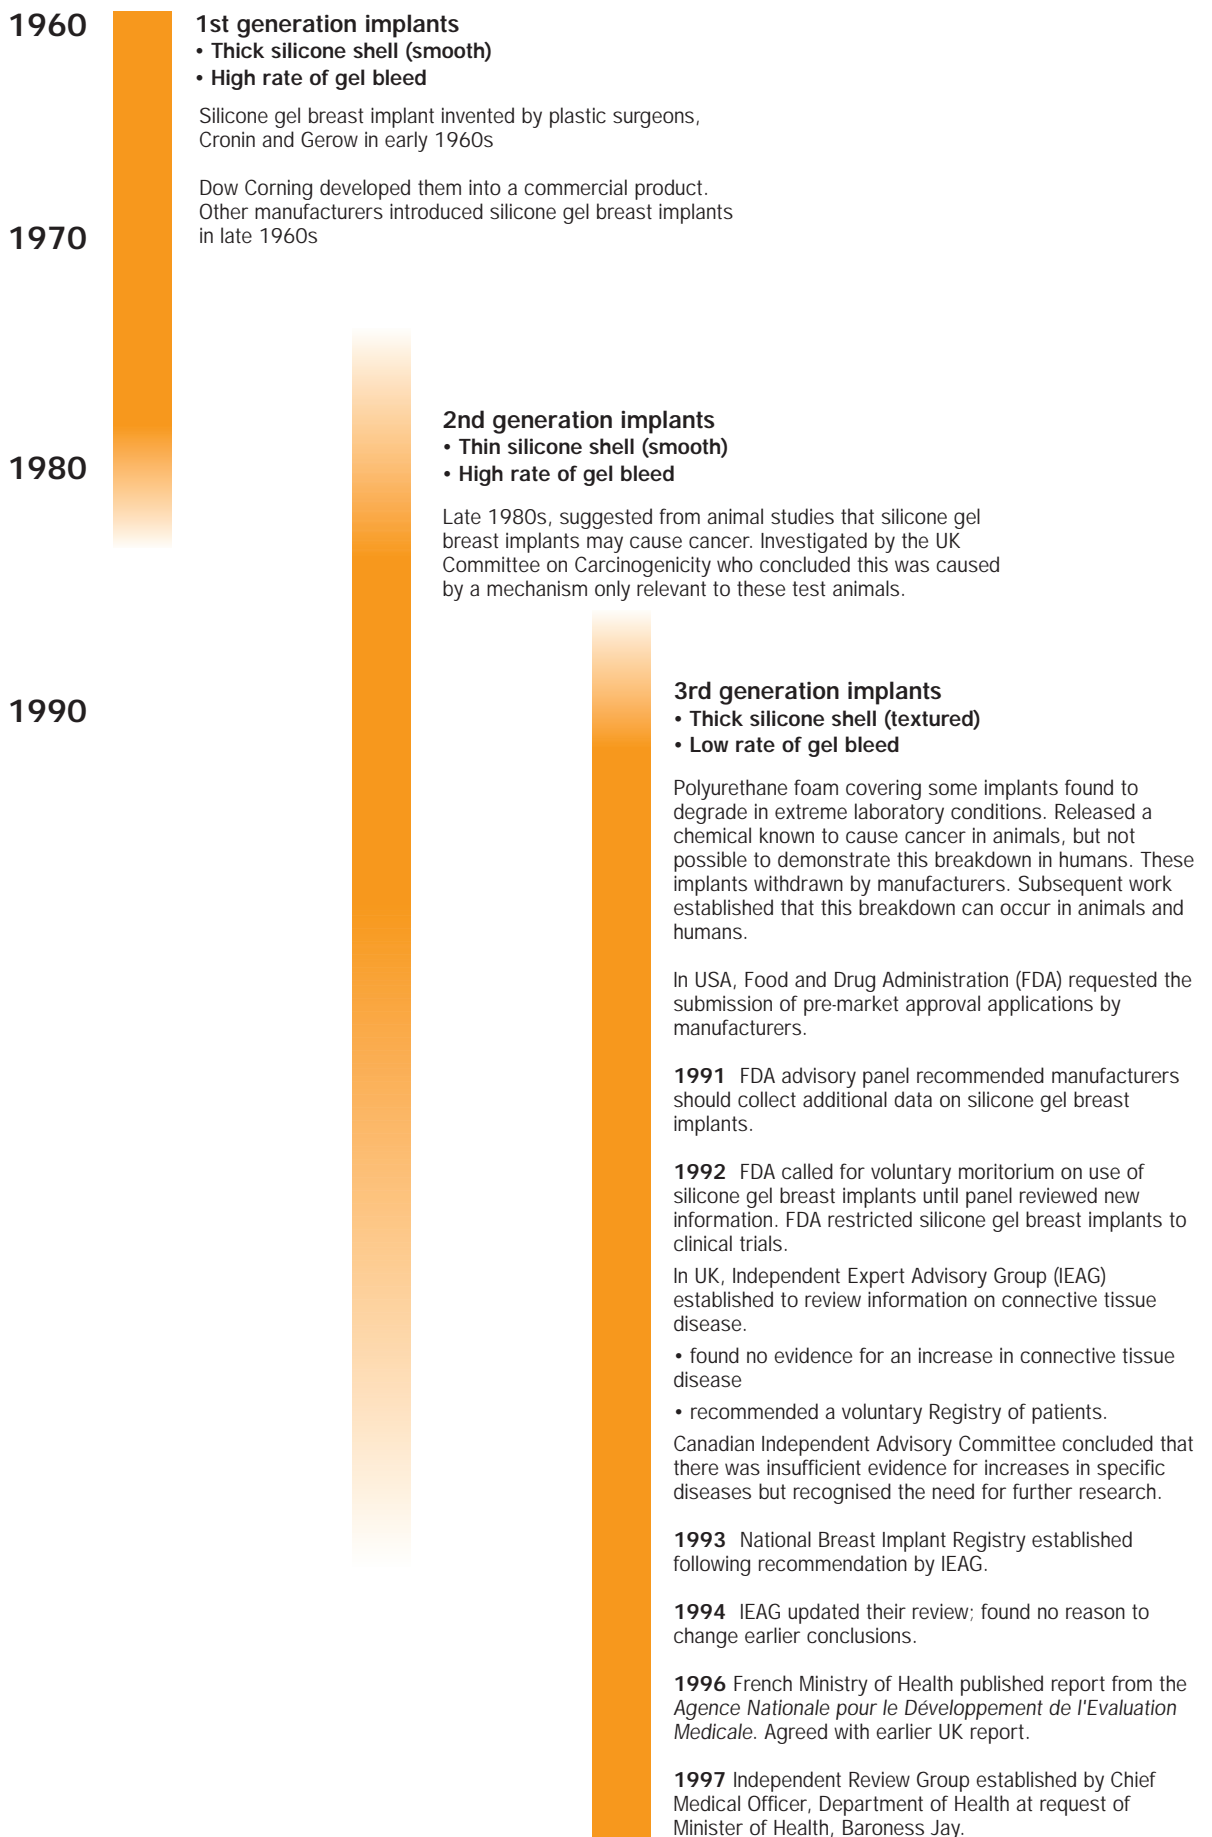 1960
1st generation implants
• Thick silicone shell (smooth)
• High rate of gel bleed
Silicone gel breast implant invented by plastic surgeons,
Cronin and Gerow in early 1960s
Dow Corning developed them into a commercial product.
Other manufacturers introduced silicone gel breast implants
in late 1960s
1970
2nd generation implants
• Thin silicone shell (smooth)
• High rate of gel bleed
1980
Late 1980s, suggested from animal studies that silicone gel
breast implants may cause cancer. Investigated by the UK
Committee on Carcinogenicity who concluded this was caused
by a mechanism only relevant to these test animals.
1990
3rd generation implants
• Thick silicone shell (textured)
• Low rate of gel bleed
Polyurethane foam covering some implants found to
degrade in extreme laboratory conditions. Released a
chemical known to cause cancer in animals, but not
possible to demonstrate this breakdown in humans. These
implants withdrawn by manufacturers. Subsequent work
established that this breakdown can occur in animals and
humans.
In USA, Food and Drug Administration (FDA) requested the
submission of pre-market approval applications by
manufacturers.
1991 FDA advisory panel recommended manufacturers
should collect additional data on silicone gel breast
implants.
1992 FDA called for voluntary moritorium on use of
silicone gel breast implants until panel reviewed new
information. FDA restricted silicone gel breast implants to
clinical trials.
In UK, Independent Expert Advisory Group (IEAG)
established to review information on connective tissue
disease.
• found no evidence for an increase in connective tissue
disease
• recommended a voluntary Registry of patients.
Canadian Independent Advisory Committee concluded that
there was insufficient evidence for increases in specific
diseases but recognised the need for further research.
1993 National Breast Implant Registry established
following recommendation by IEAG.
1994 IEAG updated their review; found no reason to
change earlier conclusions.
1996 French Ministry of Health published report from the
Agence Nationale pour le Développement de l'Evaluation
Medicale. Agreed with earlier UK report.
1997 Independent Review Group established by Chief
Medical Officer, Department of Health at request of
Minister of Health, Baroness Jay.